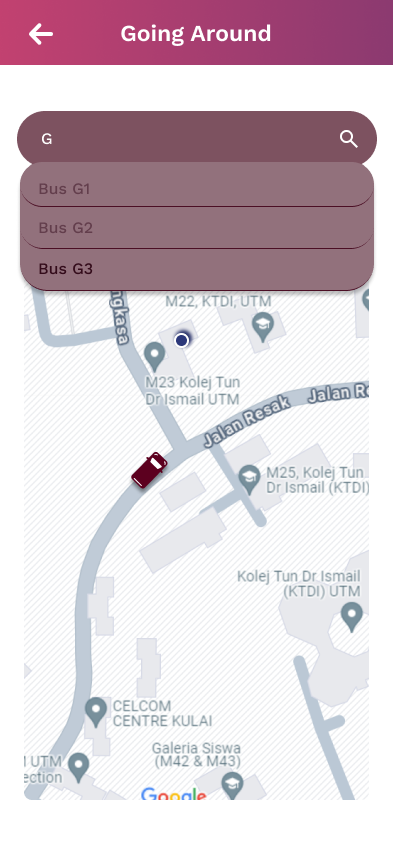 Going Around
G
Bus G1
Bus G2
Bus G3
ngkasa
M22, KTDI, UTM
M23 Kolej Tun
Dr Ismail UTM
Jalan Resak
Jalan Re
M25, Kolej Tun
Dr Ismail (KTDI)
Kolej Tun Dr Ismail
(KTDI) UTM
CELCOM
CENTRE KULAI
Galeria Siswa
(M42 & M43)
UTM
ection
Google